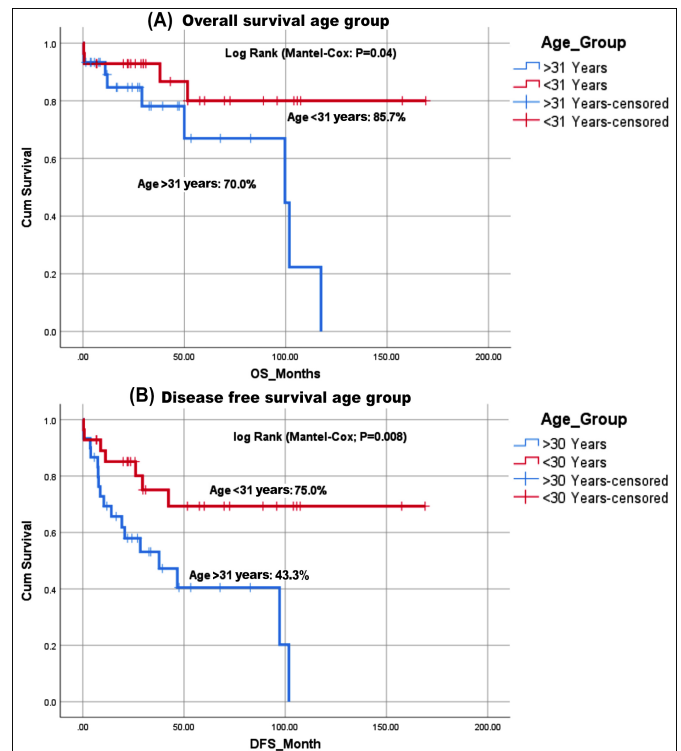 (A) Overall survival age group
Log Rank (Mantel-Cox: P=0.04)
Age_Group
>31 Years
<31 Years
>31 Years-censored
<31 Years-censored
1.0
0.8
0.6
0.4
0.2
0.0
Cum Survival
Age <31 years: 85.7%
Age >31 years: 70.0%
.00 50.00 100.00 150.00 200.00
OS_Months
(B) Disease free survival age group
log Rank (Mantel-Cox; P=0.008)
Age_Group
>30 Years
<30 Years
>30 Years-censored
<30 Years-censored
1.0
0.8
0.6
0.4
0.2
0.0
Cum Survival
Age <31 years: 75.0%
Age >31 years: 43.3%
.00 50.00 100.00 150.00 200.00
DFS_Month